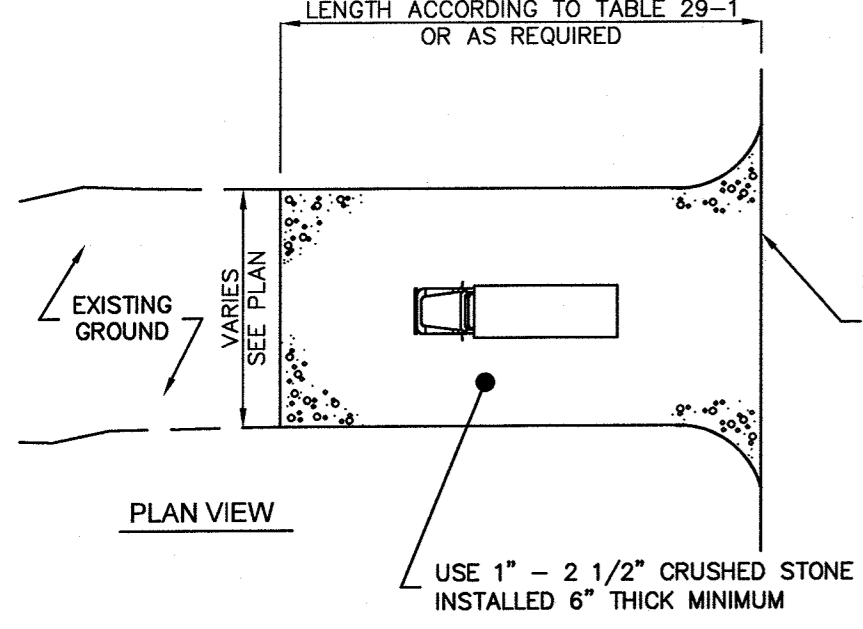 LENGTH ACCORDING TO TABLE 29-1
OR AS REQUIRED
EXISTING
GROUND
VARIES
SEE PLAN
PLAN VIEW
USE 1" - 2 1/2" CRUSHED STONE
INSTALLED 6" THICK MINIMUM